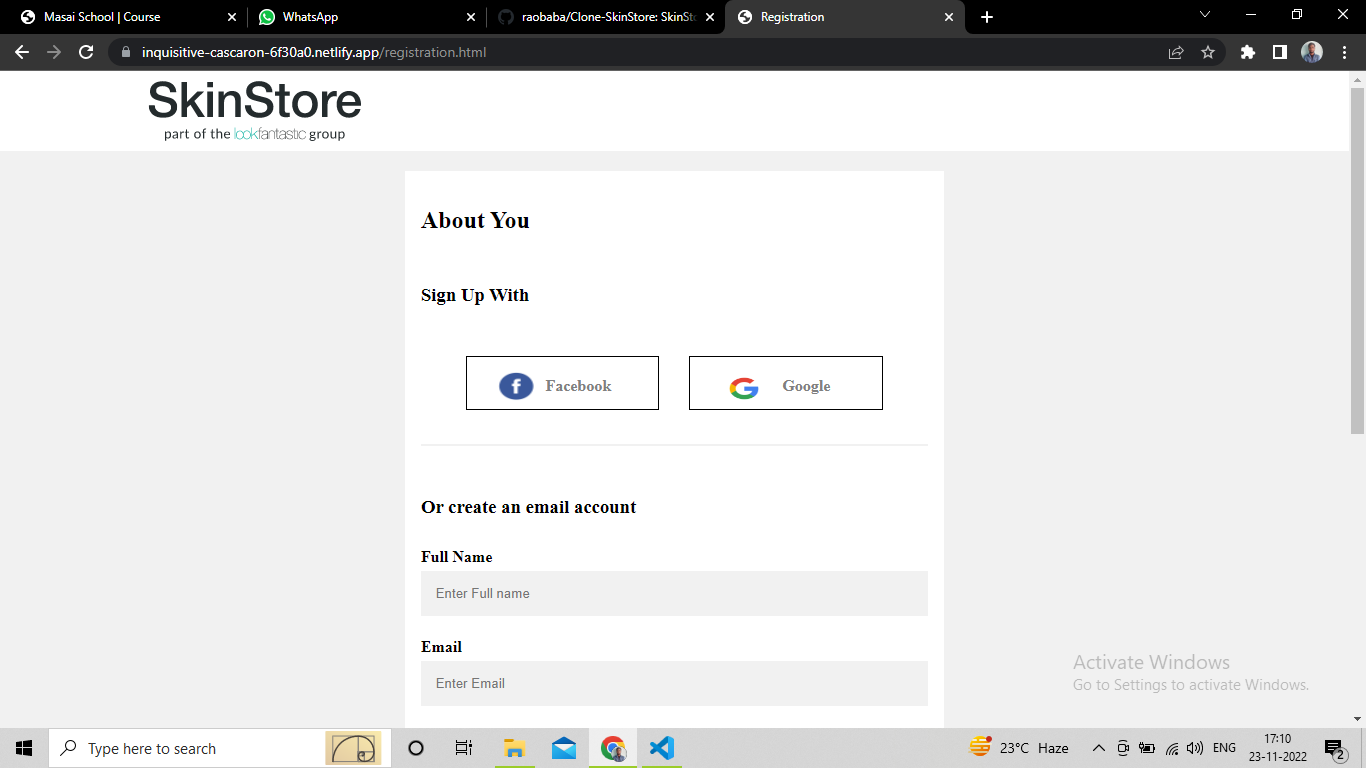 Masai School | Course
WhatsApp
raobaba/Clone-SkinStore: SkinSto
Registration
inquisitive-cascaron-6f30a0.netlify.app/registration.html
SkinStore
part of the lookfantastic group
About You
Sign Up With
Facebook
Google
Or create an email account
Full Name
Enter Full name
Email
Enter Email
Activate Windows
Go to Settings to activate Windows.
Type here to search
23°C Haze
ENG
17:10
23-11-2022
2